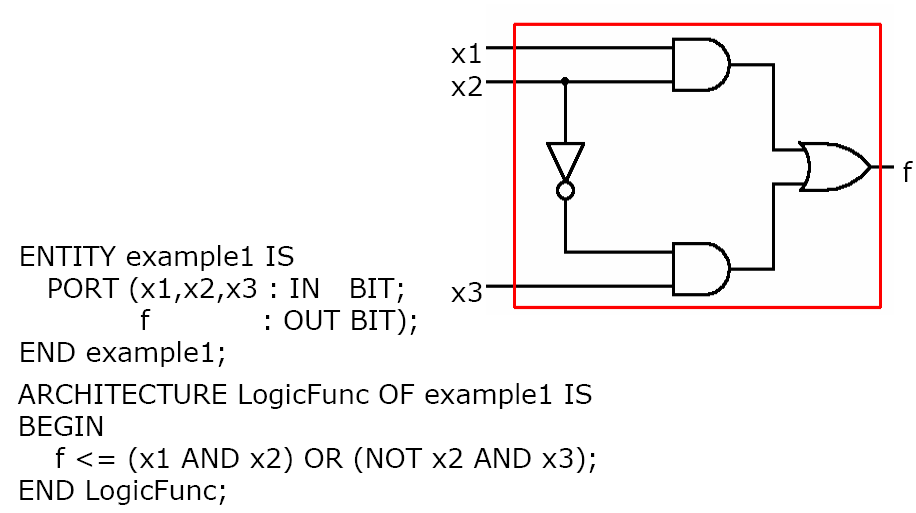 x1
x2
f
x3
ENTITY example1 IS
PORT (x1,x2,x3 : IN BIT;
f : OUT BIT);
END example1;
ARCHITECTURE LogicFunc OF example1 IS
BEGIN
f <= (x1 AND x2) OR (NOT x2 AND x3);
END LogicFunc;